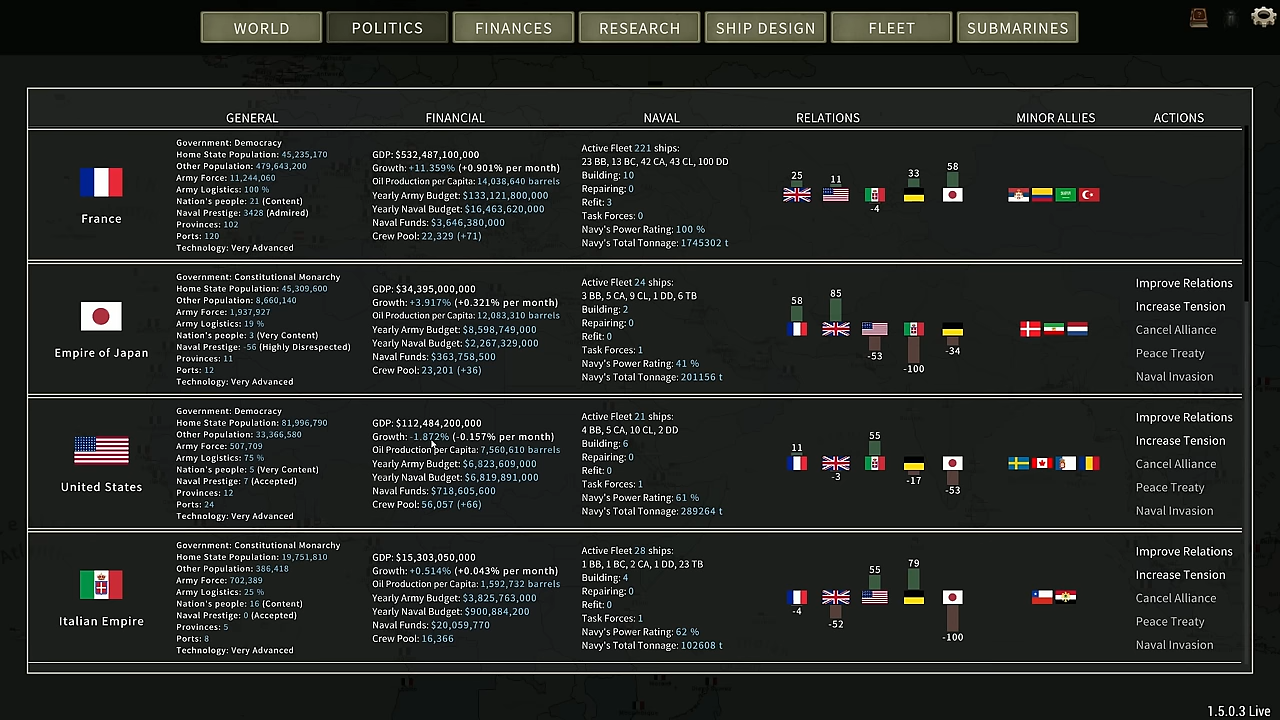 WORLD POLITICS FINANCES RESEARCH SHIP DESIGN FLEET SUBMARINES
GENERAL FINANCIAL NAVAL RELATIONS MINOR ALLIES ACTIONS
France
Government: Democracy
Home State Population: 45,235,170
Other Population: 479,643,200
Army Force: 11,244,060
Army Logistics: 100 %
Nation's people: 21 (Content)
Naval Prestige: 3428 (Admired)
Provinces: 102
Ports: 120
Technology: Very Advanced
GDP: $532,487,100,000
Growth: +11.359% (+0.901% per month)
Oil Production per Capita: 14,038,640 barrels
Yearly Army Budget: $133,121,800,000
Yearly Naval Budget: $16,463,620,000
Naval Funds: $3,646,380,000
Crew Pool: 22,329 (+71)
Active Fleet 221 ships:
23 BB, 13 BC, 42 CA, 43 CL, 100 DD
Building: 10
Repairing: 0
Refit: 3
Task Forces: 0
Navy's Power Rating: 100 %
Navy's Total Tonnage: 1745302 t
25 11 -4 33 58
Empire of Japan
Government: Constitutional Monarchy
Home State Population: 45,309,600
Other Population: 8,660,140
Army Force: 1,937,927
Army Logistics: 19 %
Nation's people: 3 (Very Content)
Naval Prestige: -56 (Highly Disrespected)
Provinces: 11
Ports: 12
Technology: Very Advanced
GDP: $34,395,000,000
Growth: +3.917% (+0.321% per month)
Oil Production per Capita: 12,083,310 barrels
Yearly Army Budget: $8,598,749,000
Yearly Naval Budget: $2,267,329,000
Naval Funds: $363,758,500
Crew Pool: 23,201 (+36)
Active Fleet 24 ships:
3 BB, 5 CA, 9 CL, 1 DD, 6 TB
Building: 2
Repairing: 0
Refit: 0
Task Forces: 1
Navy's Power Rating: 41 %
Navy's Total Tonnage: 201156 t
58 85 -53 -100 -34
Improve Relations
Increase Tension
Cancel Alliance
Peace Treaty
Naval Invasion
United States
Government: Democracy
Home State Population: 81,996,790
Other Population: 33,366,580
Army Force: 507,709
Army Logistics: 75 %
Nation's people: 5 (Very Content)
Naval Prestige: 7 (Accepted)
Provinces: 12
Ports: 24
Technology: Very Advanced
GDP: $112,484,200,000
Growth: -1.872% (-0.157% per month)
Oil Production per Capita: 7,560,610 barrels
Yearly Army Budget: $6,823,609,000
Yearly Naval Budget: $6,819,891,000
Naval Funds: $718,605,600
Crew Pool: 56,057 (+66)
Active Fleet 21 ships:
4 BB, 5 CA, 10 CL, 2 DD
Building: 6
Repairing: 0
Refit: 0
Task Forces: 1
Navy's Power Rating: 61 %
Navy's Total Tonnage: 289264 t
11 -3 55 -17 -53
Improve Relations
Increase Tension
Cancel Alliance
Peace Treaty
Naval Invasion
Italian Empire
Government: Constitutional Monarchy
Home State Population: 19,751,810
Other Population: 386,418
Army Force: 702,389
Army Logistics: 25 %
Nation's people: 16 (Content)
Naval Prestige: 0 (Accepted)
Provinces: 5
Ports: 8
Technology: Very Advanced
GDP: $15,303,050,000
Growth: +0.514% (+0.043% per month)
Oil Production per Capita: 1,592,732 barrels
Yearly Army Budget: $3,825,763,000
Yearly Naval Budget: $900,884,200
Naval Funds: $20,059,770
Crew Pool: 16,366
Active Fleet 28 ships:
1 BB, 1 BC, 2 CA, 1 DD, 23 TB
Building: 4
Repairing: 0
Refit: 0
Task Forces: 1
Navy's Power Rating: 62 %
Navy's Total Tonnage: 102608 t
-4 -52 55 79 -100
Improve Relations
Increase Tension
Cancel Alliance
Peace Treaty
Naval Invasion
1.5.0.3 Live